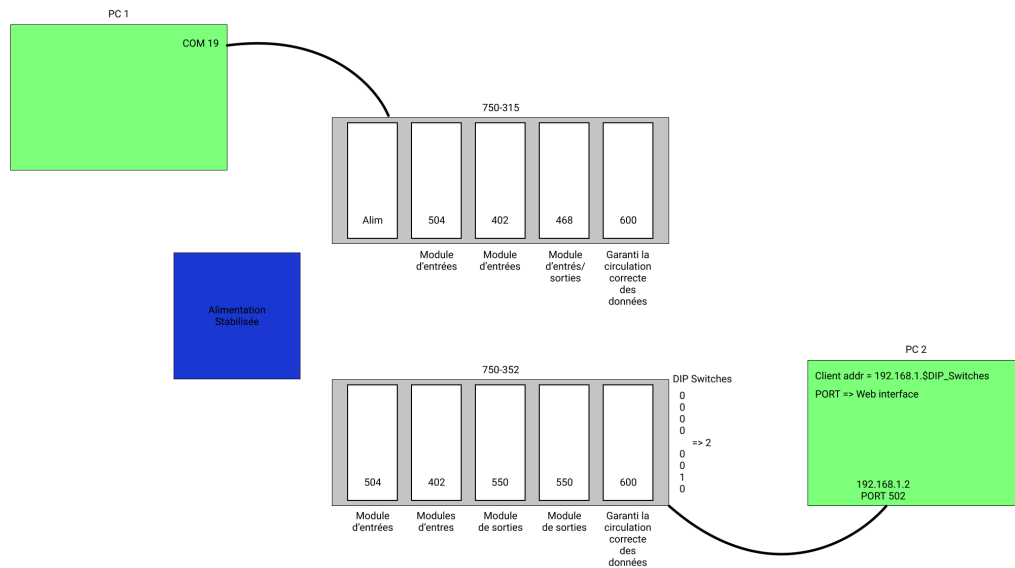 PC 1
COM 19
750-315
Alim
504
402
468
600
Module
d'entrées
Module
d'entrées
Module
d'entrés/
sorties
Garanti la
circulation
correcte
des
données
Alimentation
Stabilisée
750-352
504
402
550
550
600
Module
d'entrées
Modules
d'entres
Module
de sorties
Module
de sorties
Garanti la
circulation
correcte
des
données
DIP Switches
0
0
0
0
=> 2
0
0
1
0
PC 2
Client addr = 192.168.1.$DIP_Switches
PORT => Web interface
192.168.1.2
PORT 502